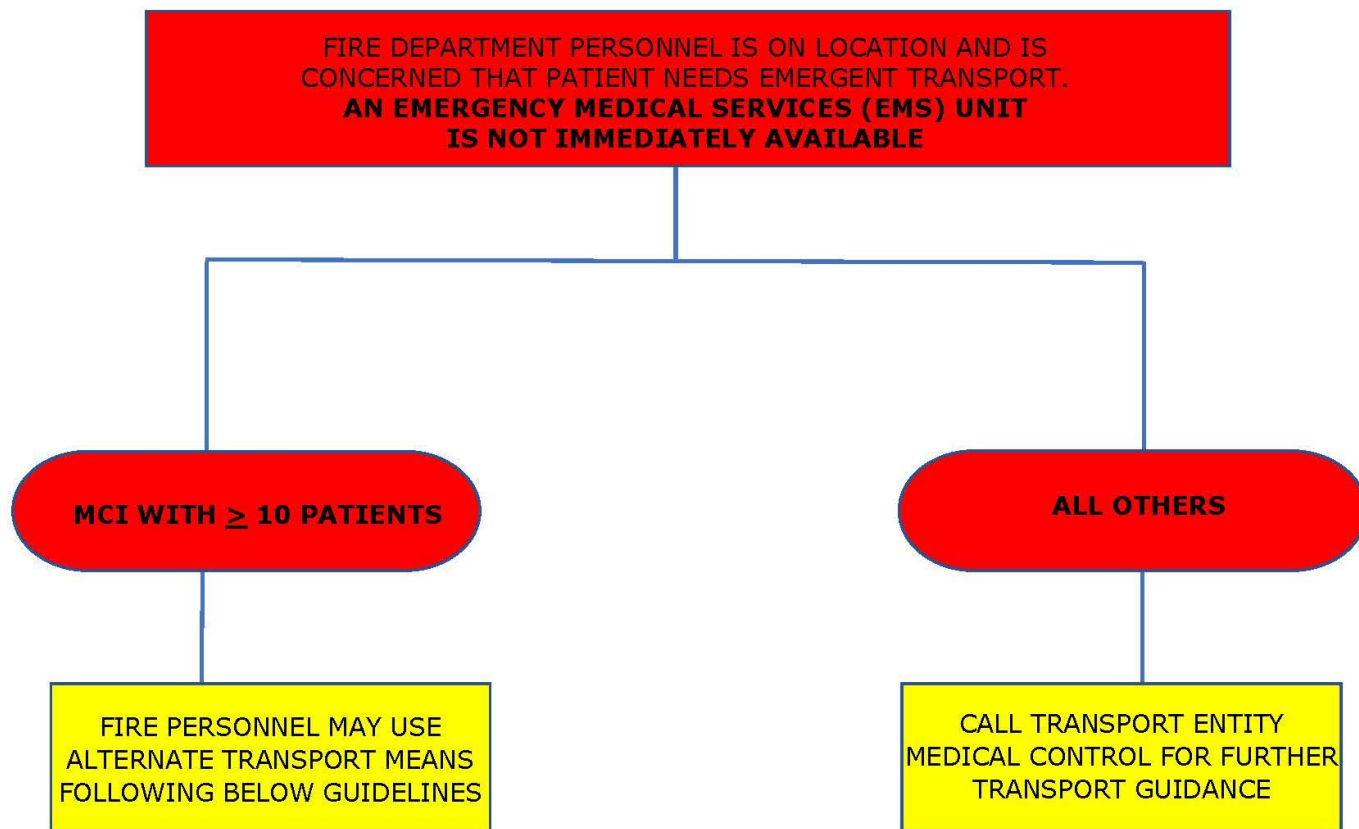 FIRE DEPARTMENT PERSONNEL IS ON LOCATION AND IS
CONCERNED THAT PATIENT NEEDS EMERGENT TRANSPORT.
AN EMERGENCY MEDICAL SERVICES (EMS) UNIT
IS NOT IMMEDIATELY AVAILABLE
MCI WITH ≥ 10 PATIENTS
ALL OTHERS
FIRE PERSONNEL MAY USE
ALTERNATE TRANSPORT MEANS
FOLLOWING BELOW GUIDELINES
CALL TRANSPORT ENTITY
MEDICAL CONTROL FOR FURTHER
TRANSPORT GUIDANCE